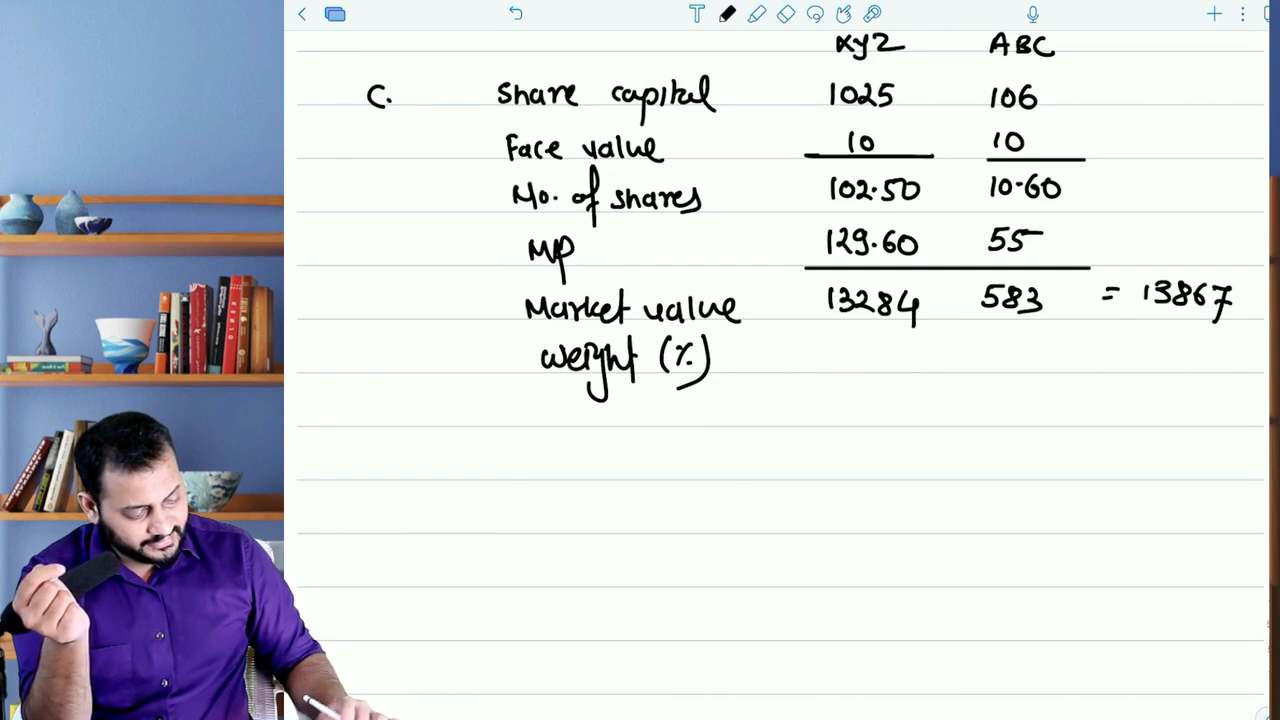 XYZ ABC
C. Share capital 1025 106
Face value 10 10
No. of shares 102.50 10.60
MP 129.60 55
Market value 13284 583 = 13867
Weight (%)